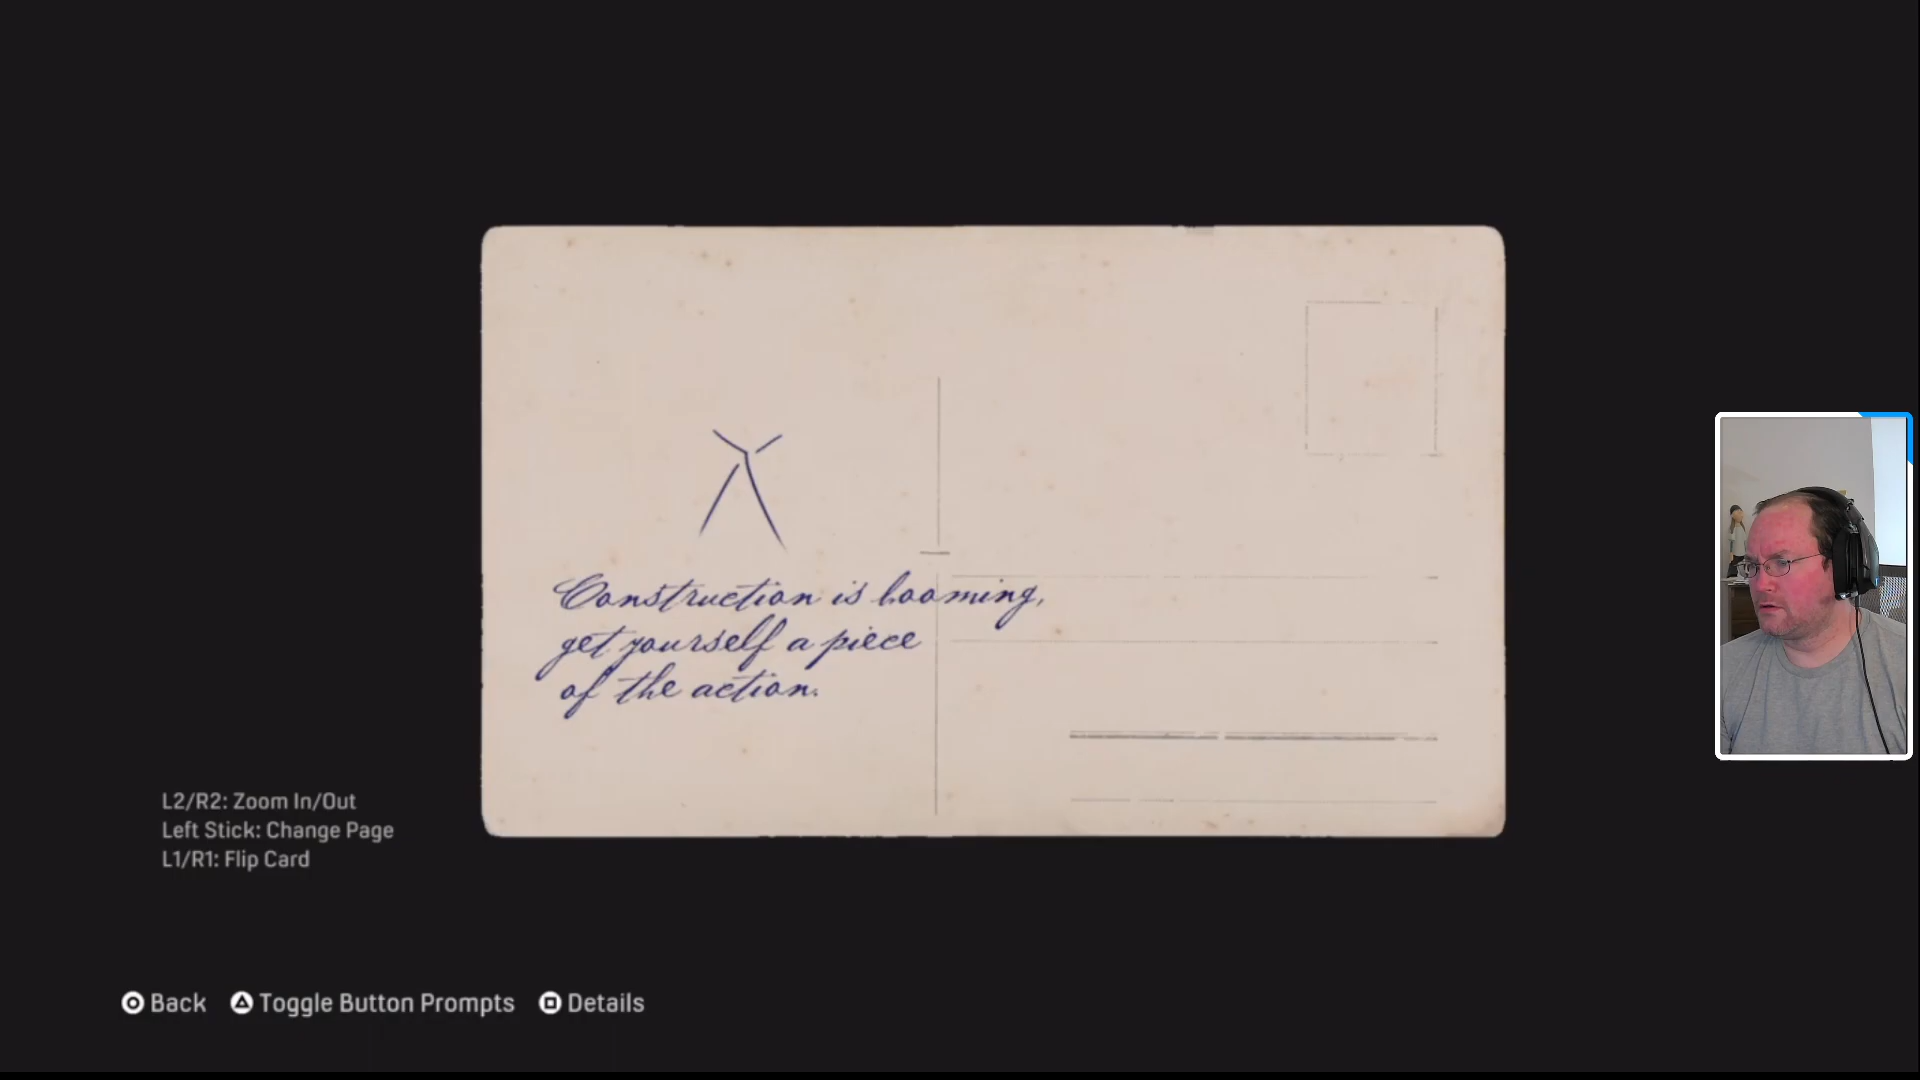 Construction is booming,
get yourself a piece
of the action.
L2/R2: Zoom In/Out
Left Stick: Change Page
L1/R1: Flip Card
Back Toggle Button Prompts Details